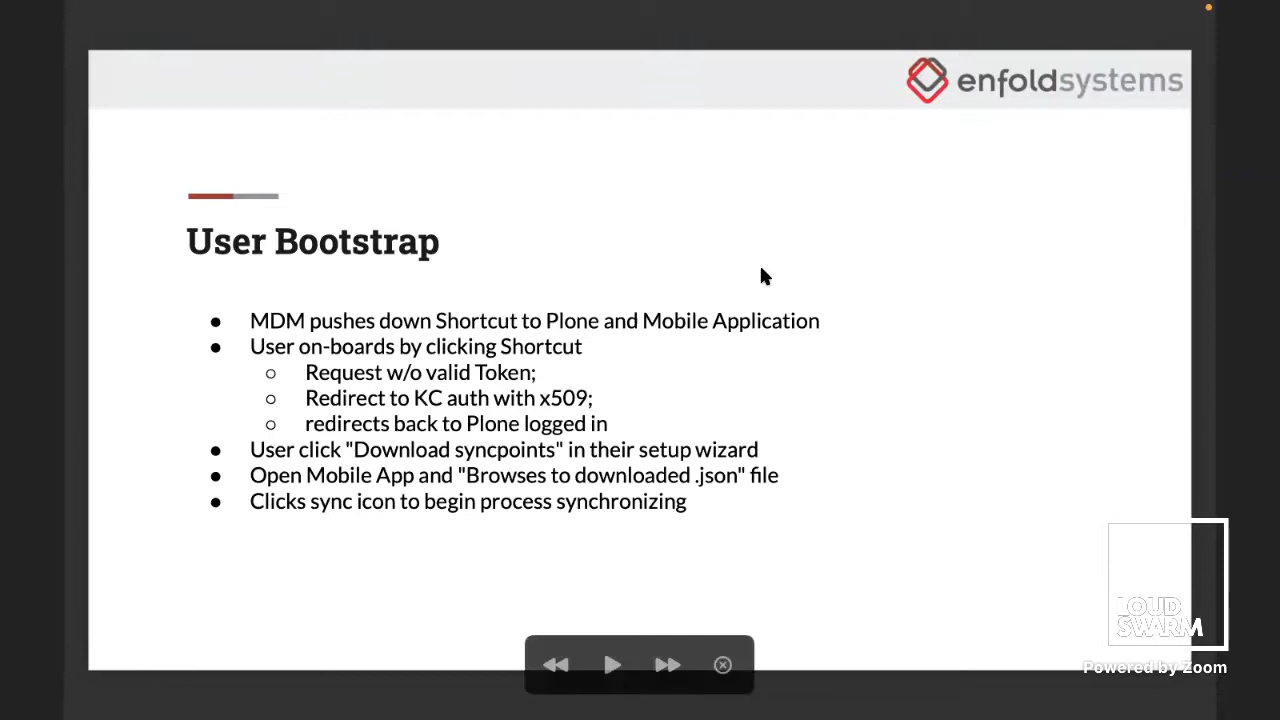 enfoldsystems
User Bootstrap
● MDM pushes down Shortcut to Plone and Mobile Application
● User on-boards by clicking Shortcut
○ Request w/o valid Token;
○ Redirect to KC auth with x509;
○ redirects back to Plone logged in
● User click "Download syncpoints" in their setup wizard
● Open Mobile App and "Browses to downloaded .json" file
● Clicks sync icon to begin process synchronizing
LOUD
SWARM
Powered by Zoom